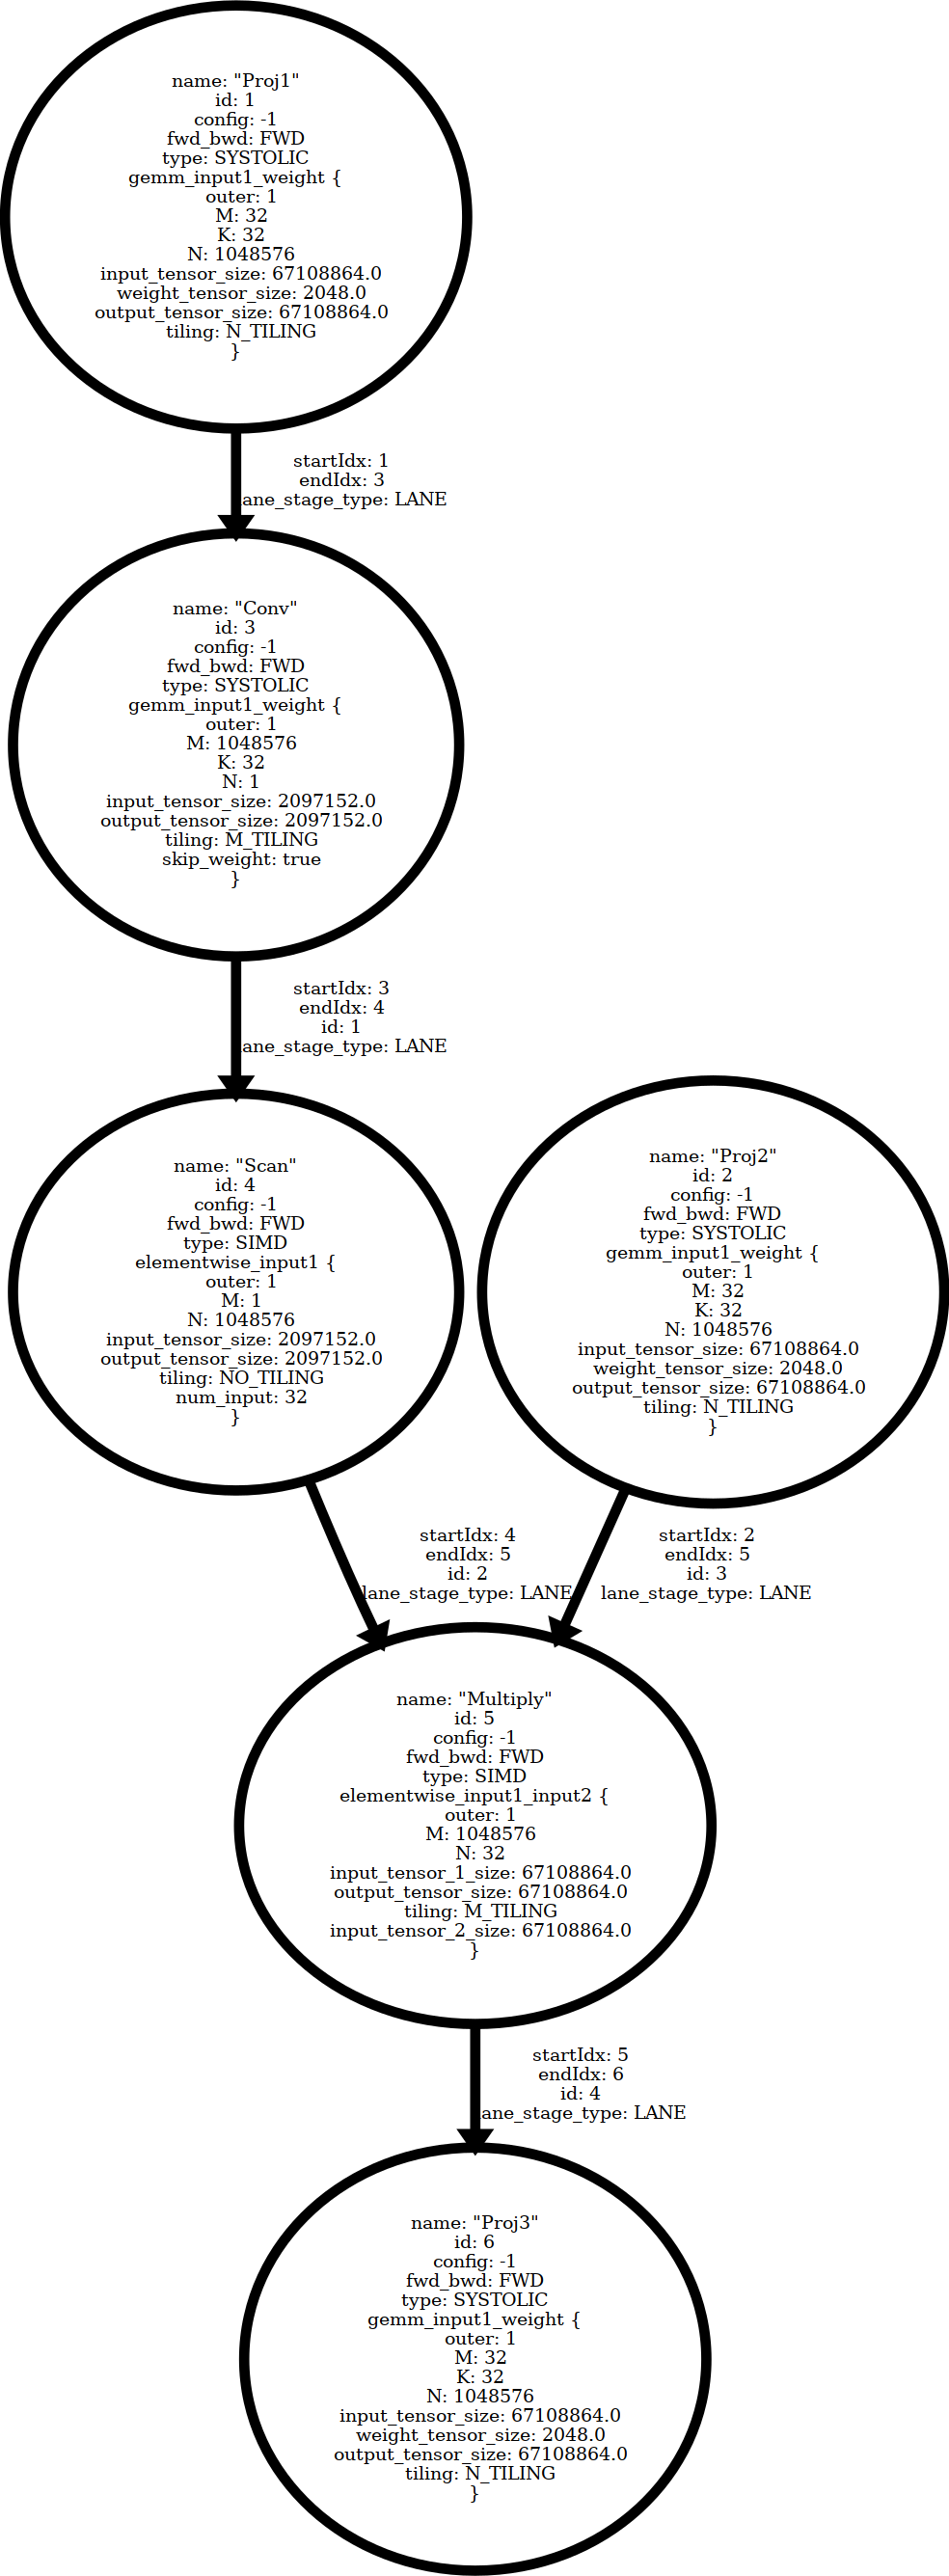 name: "Proj1"
id: 1
config: -1
fwd_bwd: FWD
type: SYSTOLIC
gemm_input1_weight {
outer: 1
M: 32
K: 32
N: 1048576
input_tensor_size: 67108864.0
weight_tensor_size: 2048.0
output_tensor_size: 67108864.0
tiling: N_TILING
}
startIdx: 1
endIdx: 3
lane_stage_type: LANE
name: "Conv"
id: 3
config: -1
fwd_bwd: FWD
type: SYSTOLIC
gemm_input1_weight {
outer: 1
M: 1048576
K: 32
N: 1
input_tensor_size: 2097152.0
output_tensor_size: 2097152.0
tiling: M_TILING
skip_weight: true
}
startIdx: 3
endIdx: 4
id: 1
lane_stage_type: LANE
name: "Scan"
id: 4
config: -1
fwd_bwd: FWD
type: SIMD
elementwise_input1 {
outer: 1
M: 1
N: 1048576
input_tensor_size: 2097152.0
output_tensor_size: 2097152.0
tiling: NO_TILING
num_input: 32
}
name: "Proj2"
id: 2
config: -1
fwd_bwd: FWD
type: SYSTOLIC
gemm_input1_weight {
outer: 1
M: 32
K: 32
N: 1048576
input_tensor_size: 67108864.0
weight_tensor_size: 2048.0
output_tensor_size: 67108864.0
tiling: N_TILING
}
startIdx: 4
endIdx: 5
id: 2
lane_stage_type: LANE
startIdx: 2
endIdx: 5
id: 3
lane_stage_type: LANE
name: "Multiply"
id: 5
config: -1
fwd_bwd: FWD
type: SIMD
elementwise_input1_input2 {
outer: 1
M: 1048576
N: 32
input_tensor_1_size: 67108864.0
output_tensor_size: 67108864.0
tiling: M_TILING
input_tensor_2_size: 67108864.0
}
startIdx: 5
endIdx: 6
id: 4
lane_stage_type: LANE
name: "Proj3"
id: 6
config: -1
fwd_bwd: FWD
type: SYSTOLIC
gemm_input1_weight {
outer: 1
M: 32
K: 32
N: 1048576
input_tensor_size: 67108864.0
weight_tensor_size: 2048.0
output_tensor_size: 67108864.0
tiling: N_TILING
}